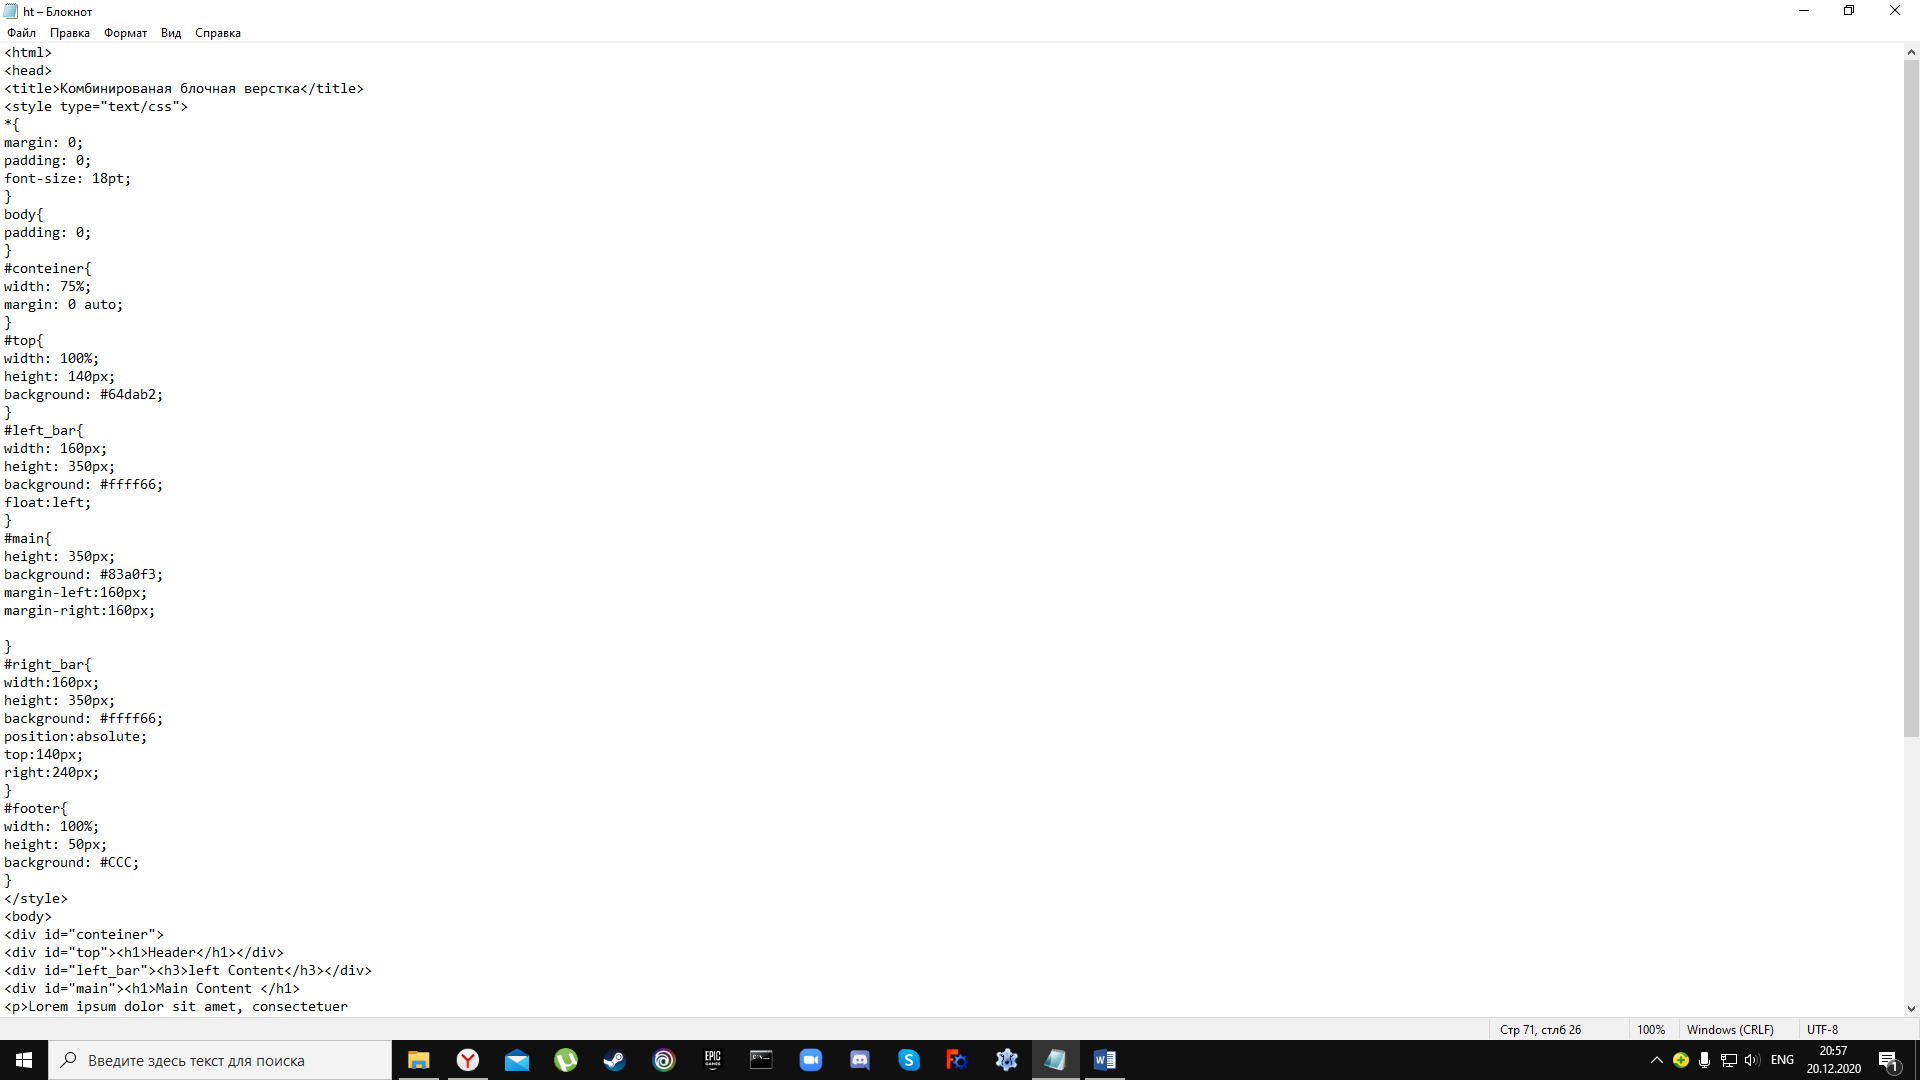 ht – Блокнот
Файл Правка Формат Вид Справка
<html>
<head>
<title>Комбинированая блочная верстка</title>
<style type="text/css">
*{
margin: 0;
padding: 0;
font-size: 18pt;
}
body{
padding: 0;
}
#conteiner{
width: 75%;
margin: 0 auto;
}
#top{
width: 100%;
height: 140px;
background: #64dab2;
}
#left_bar{
width: 160px;
height: 350px;
background: #ffff66;
float:left;
}
#main{
height: 350px;
background: #83a0f3;
margin-left:160px;
margin-right:160px;

}
#right_bar{
width:160px;
height: 350px;
background: #ffff66;
position:absolute;
top:140px;
right:240px;
}
#footer{
width: 100%;
height: 50px;
background: #CCC;
}
</style>
<body>
<div id="conteiner">
<div id="top"><h1>Header</h1></div>
<div id="left_bar"><h3>left Content</h3></div>
<div id="main"><h1>Main Content </h1>
<p>Lorem ipsum dolor sit amet, consectetuer
Стр 71, стлб 26 100% Windows (CRLF) UTF-8
Введите здесь текст для поиска
EPIC GAMES
ENG
20:57
20.12.2020
1